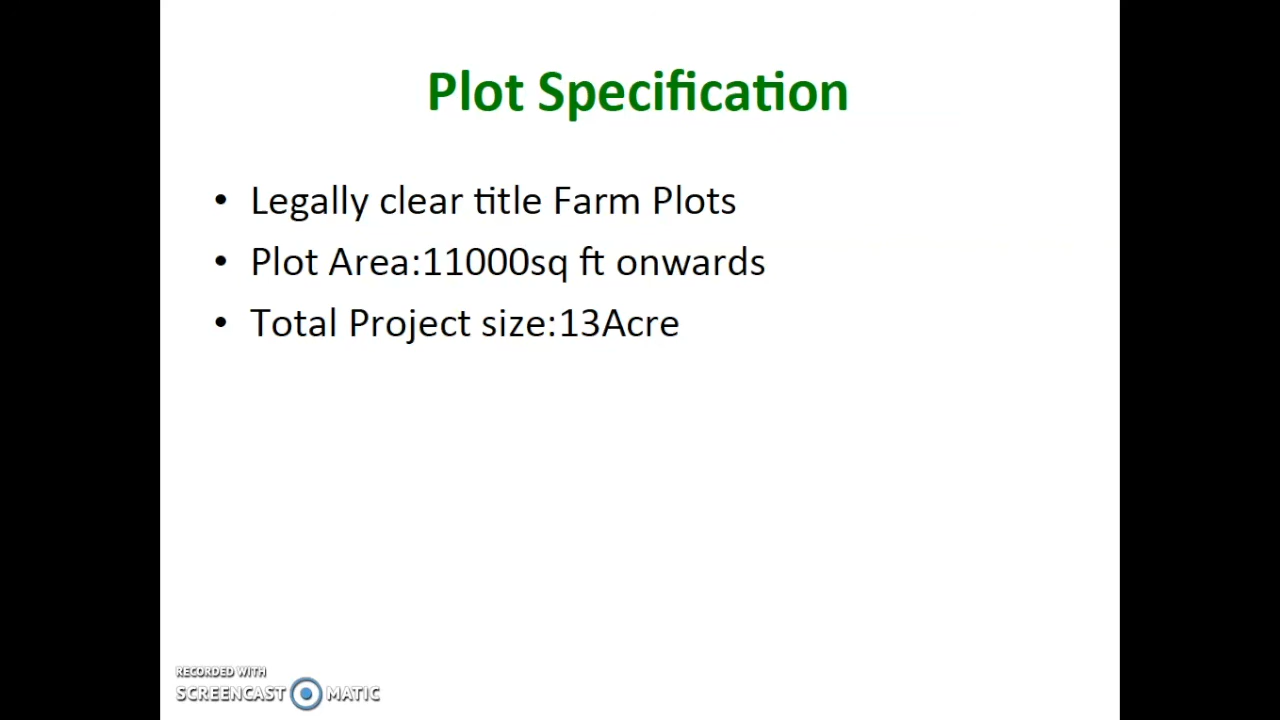 Plot Specification
• Legally clear title Farm Plots
• Plot Area:11000sq ft onwards
• Total Project size:13Acre
RECORDED WITH
SCREENCAST MATIC